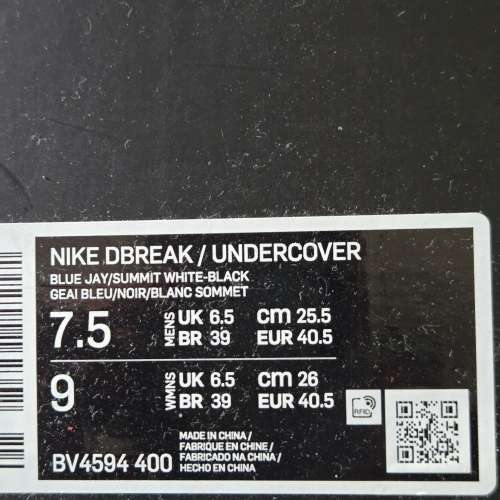 NIKE DBREAK / UNDERCOVER
BLUE JAY/SUMMIT WHITE-BLACK
GEAI BLEU/NOIR/BLANC SOMMET
7.5 MENS UK 6.5 cm 25.5
BR 39 EUR 40.5
9 WMNS UK 6.5 cm 26
BR 39 EUR 40.5
RFID
MADE IN CHINA /
FABRIQUE EN CHINE /
FABRICADO NA CHINA /
HECHO EN CHINA
BV4594 400